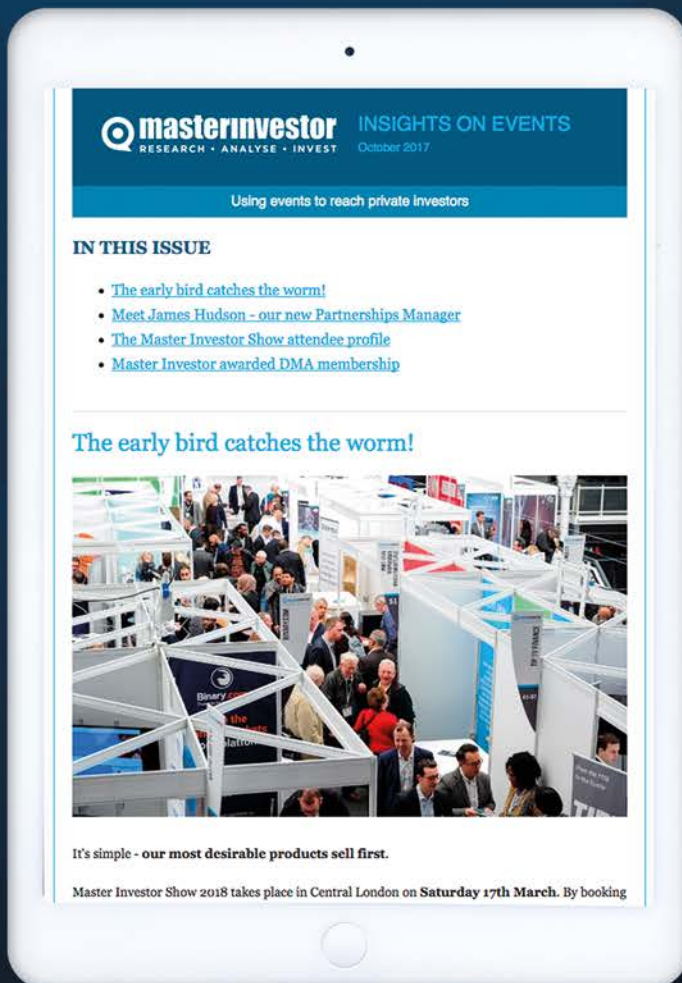 masterinvestor
RESEARCH • ANALYSE • INVEST
INSIGHTS ON EVENTS
October 2017
Using events to reach private investors
IN THIS ISSUE
• The early bird catches the worm!
• Meet James Hudson - our new Partnerships Manager
• The Master Investor Show attendee profile
• Master Investor awarded DMA membership
The early bird catches the worm!
Binary.com
It's simple - our most desirable products sell first.
Master Investor Show 2018 takes place in Central London on Saturday 17th March. By booking